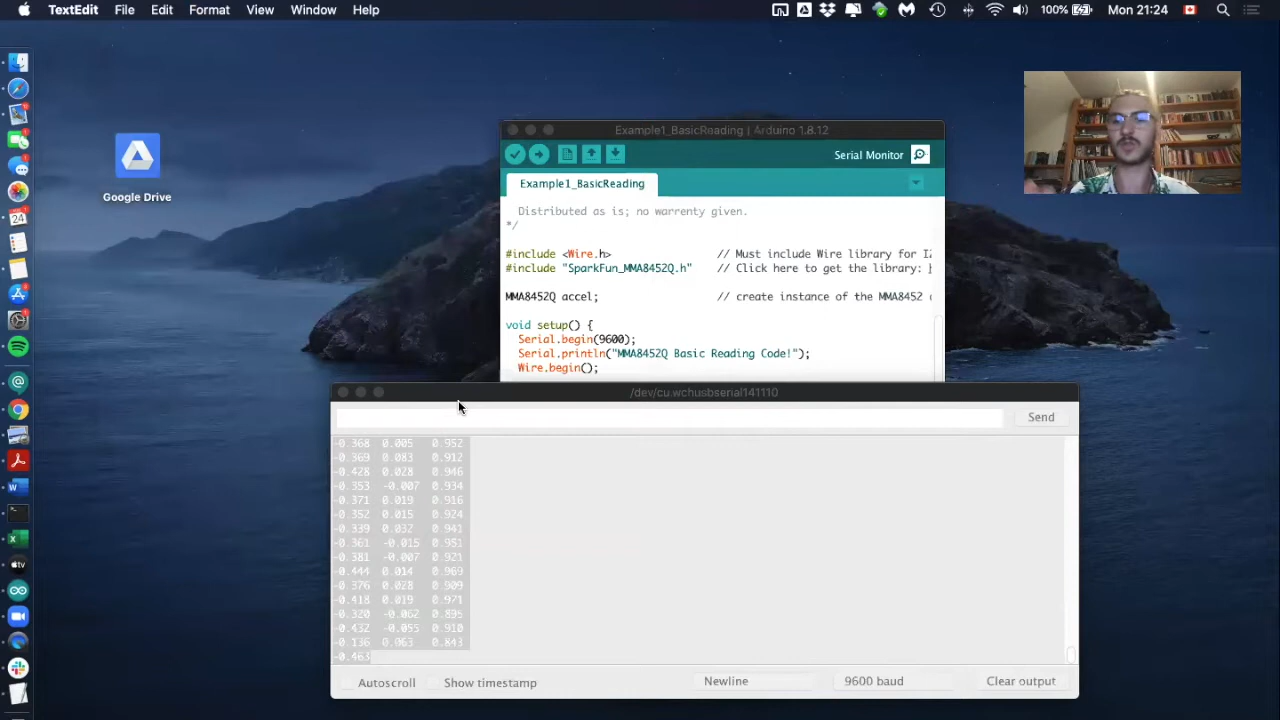 TextEdit File Edit Format View Window Help
100% Mon 21:24
Google Drive
Example1_BasicReading | Arduino 1.8.12
Serial Monitor
Example1_BasicReading
Distributed as is; no warrenty given.
*/
#include <Wire.h> // Must include Wire library for I2
#include "SparkFun_MMA8452Q.h" // Click here to get the library:
MMA8452Q accel; // create instance of the MMA8452
void setup() {
Serial.begin(9600);
Serial.println("MMA8452Q Basic Reading Code!");
Wire.begin();
/dev/cu.wchusbserial141110
Send
-0.368 0.005 0.952
-0.369 0.083 0.912
-0.428 0.028 0.946
-0.353 -0.007 0.934
-0.371 0.019 0.916
-0.352 0.015 0.924
-0.339 0.032 0.941
-0.361 -0.015 0.951
-0.381 -0.007 0.921
-0.444 0.014 0.969
-0.376 0.028 0.909
-0.418 0.019 0.971
-0.320 -0.062 0.895
-0.432 -0.055 0.910
-0.136 0.063 0.843
-0.463
Autoscroll Show timestamp Newline 9600 baud Clear output